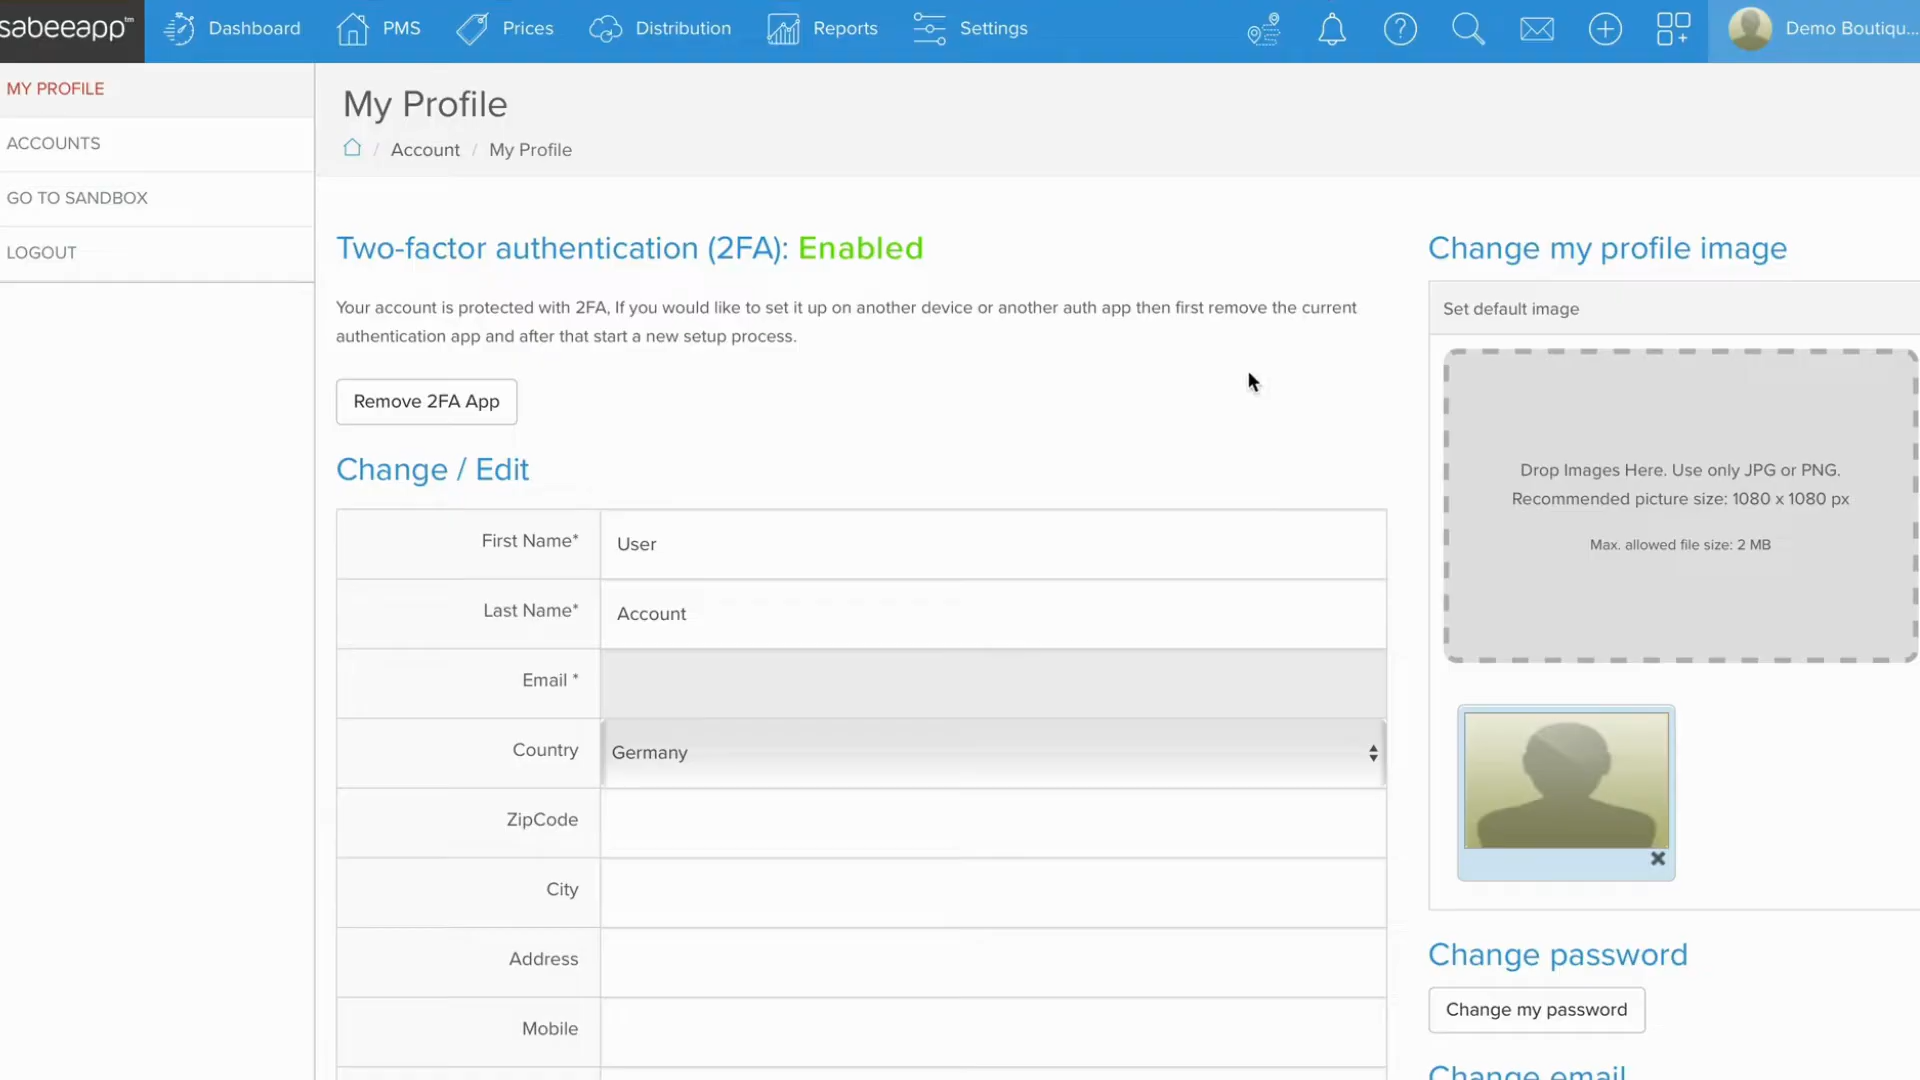 sabeeapp™
Dashboard
PMS
Prices
Distribution
Reports
Settings
Demo Boutiqu...
MY PROFILE
ACCOUNTS
GO TO SANDBOX
LOGOUT
My Profile
/ Account / My Profile
Two-factor authentication (2FA): Enabled
Your account is protected with 2FA, If you would like to set it up on another device or another auth app then first remove the current
authentication app and after that start a new setup process.
Remove 2FA App
Change / Edit
First Name* User
Last Name* Account
Email *
Country Germany
ZipCode
City
Address
Mobile
Change my profile image
Set default image
Drop Images Here. Use only JPG or PNG.
Recommended picture size: 1080 x 1080 px
Max. allowed file size: 2 MB
Change password
Change my password
Change email